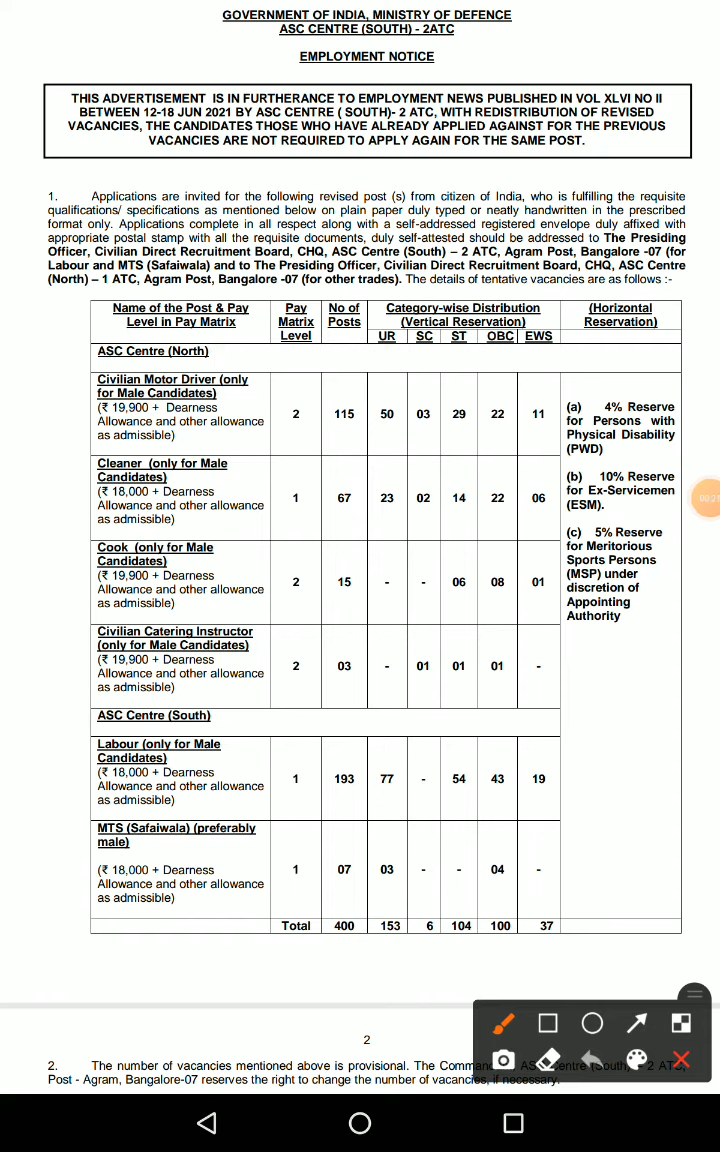 GOVERNMENT OF INDIA, MINISTRY OF DEFENCE
ASC CENTRE (SOUTH) - 2ATC
EMPLOYMENT NOTICE
THIS ADVERTISEMENT IS IN FURTHERANCE TO EMPLOYMENT NEWS PUBLISHED IN VOL XLVI NO II
BETWEEN 12-18 JUN 2021 BY ASC CENTRE ( SOUTH)- 2 ATC, WITH REDISTRIBUTION OF REVISED
VACANCIES, THE CANDIDATES THOSE WHO HAVE ALREADY APPLIED AGAINST FOR THE PREVIOUS
VACANCIES ARE NOT REQUIRED TO APPLY AGAIN FOR THE SAME POST.
1. Applications are invited for the following revised post (s) from citizen of India, who is fulfilling the requisite
qualifications/ specifications as mentioned below on plain paper duly typed or neatly handwritten in the prescribed
format only. Applications complete in all respect along with a self-addressed registered envelope duly affixed with
appropriate postal stamp with all the requisite documents, duly self-attested should be addressed to The Presiding
Officer, Civilian Direct Recruitment Board, CHQ, ASC Centre (South) – 2 ATC, Agram Post, Bangalore -07 (for
Labour and MTS (Safaiwala) and to The Presiding Officer, Civilian Direct Recruitment Board, CHQ, ASC Centre
(North) – 1 ATC, Agram Post, Bangalore -07 (for other trades). The details of tentative vacancies are as follows :-
Name of the Post & Pay Level in Pay Matrix Pay Matrix Level No of Posts Category-wise Distribution (Vertical Reservation) (Horizontal Reservation)
UR SC ST OBC EWS
ASC Centre (North)
Civilian Motor Driver (only
for Male Candidates)
(₹ 19,900 + Dearness
Allowance and other allowance
as admissible)
2 115 50 03 29 22 11
Cleaner (only for Male
Candidates)
(₹ 18,000 + Dearness
Allowance and other allowance
as admissible)
1 67 23 02 14 22 06
Cook (only for Male
Candidates)
(₹ 19,900 + Dearness
Allowance and other allowance
as admissible)
2 15 - - 06 08 01
Civilian Catering Instructor
(only for Male Candidates)
(₹ 19,900 + Dearness
Allowance and other allowance
as admissible)
2 03 - 01 01 01 -
(a) 4% Reserve
for Persons with
Physical Disability
(PWD)
(b) 10% Reserve
for Ex-Servicemen
(ESM).
(c) 5% Reserve
for Meritorious
Sports Persons
(MSP) under
discretion of
Appointing
Authority
ASC Centre (South)
Labour (only for Male
Candidates)
(₹ 18,000 + Dearness
Allowance and other allowance
as admissible)
1 193 77 - 54 43 19
MTS (Safaiwala) (preferably
male)
(₹ 18,000 + Dearness
Allowance and other allowance
as admissible)
1 07 03 - - 04 -
Total 400 153 6 104 100 37
2
2. The number of vacancies mentioned above is provisional. The
Post - Agram, Bangalore-07 reserves the right to change the number of vacancies, if necessary.